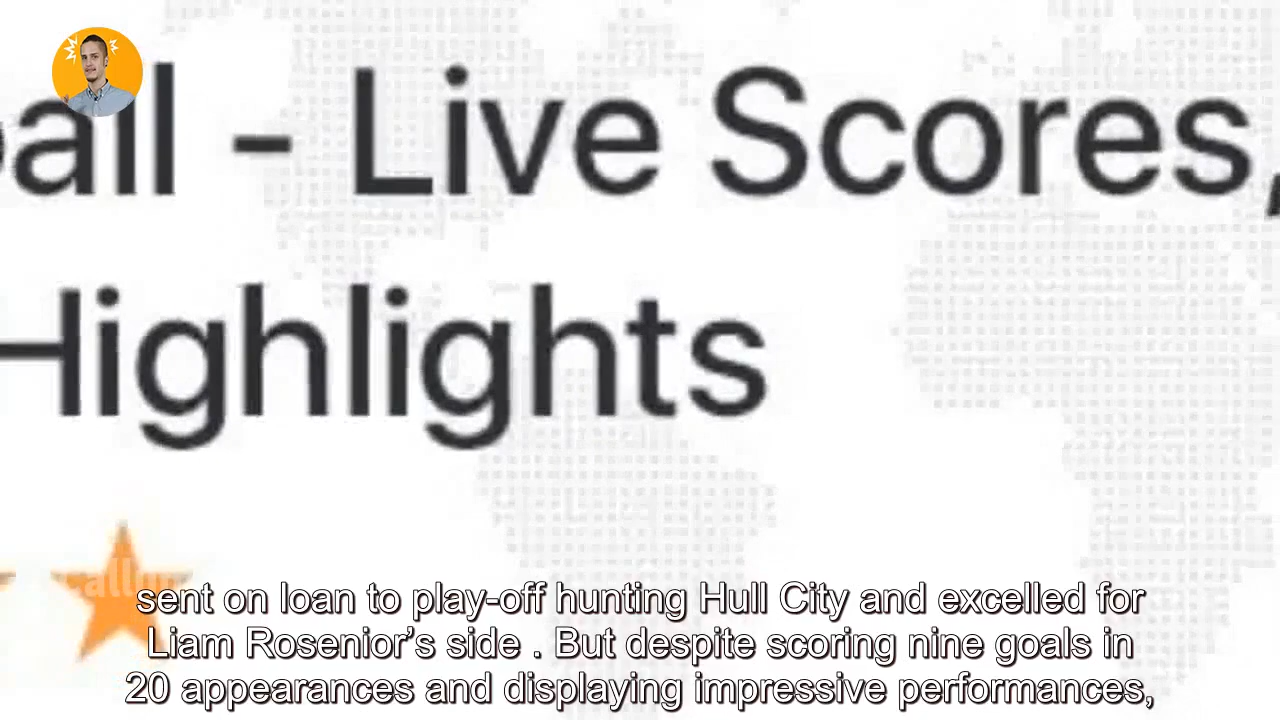 all - Live Scores,
Highlights
sent on loan to play-off hunting Hull City and excelled for
Liam Rosenior’s side . But despite scoring nine goals in
20 appearances and displaying impressive performances,